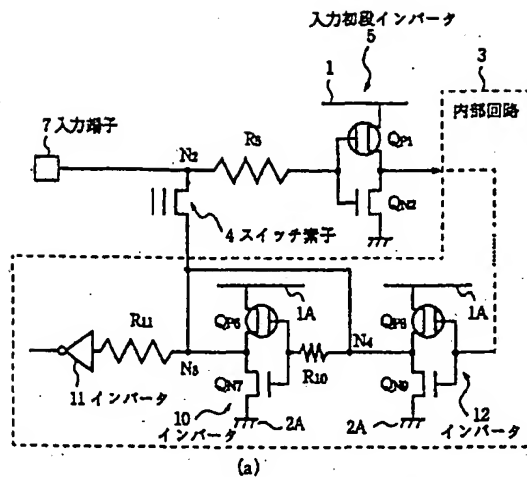 入力初段インバータ
5
1
3
内部回路
7 入力端子
N2
R3
QP1
QN2
4 スイッチ素子
1A
1A
QP6
QP8
R11
N3
N4
R10
QN7
QN9
11 インバータ
10
インバータ
2A
2A
12
インバータ
(a)